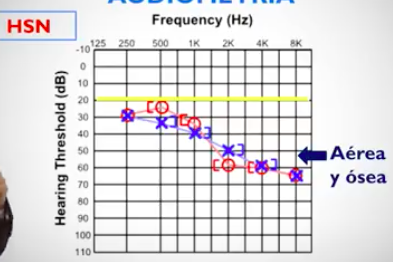 AUDIOMETRÍA
HSN
Frequency (Hz)
125 250 500 1K 2K 4K 8K
Hearing Threshold (dB)
-10
0
10
20
30
40
50
60
70
80
90
100
110
Aérea
y ósea